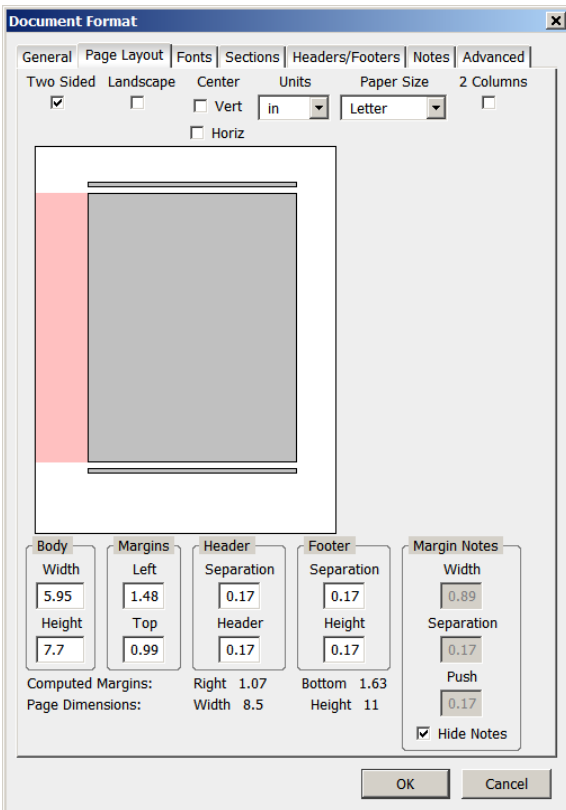 Document Format
General Page Layout Fonts Sections Headers/Footers Notes Advanced
Two Sided Landscape Center Units Paper Size 2 Columns
Vert in Letter
Horiz
Body Margins Header Footer Margin Notes
Width Left Separation Separation Width
5.95 1.48 0.17 0.17 0.89
Height Top Header Height Separation
7.7 0.99 0.17 0.17 0.17
Computed Margins: Right 1.07 Bottom 1.63 Push
Page Dimensions: Width 8.5 Height 11 0.17
Hide Notes
OK Cancel